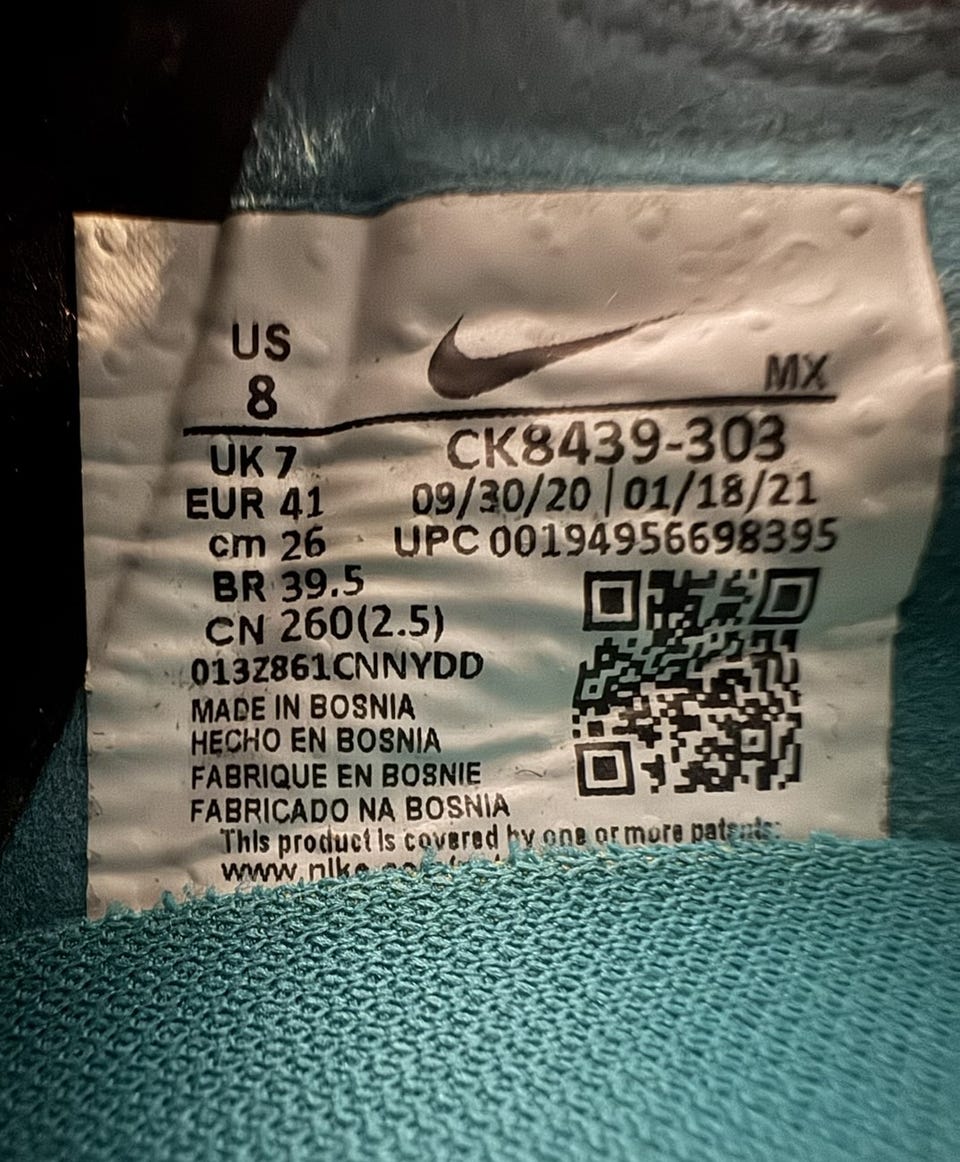 US
8
MX
UK 7
EUR 41
cm 26
BR 39.5
CN 260(2.5)
013Z861CNNYDD
CK8439-303
09/30/20 | 01/18/21
UPC 00194956698395
MADE IN BOSNIA
HECHO EN BOSNIA
FABRIQUE EN BOSNIE
FABRICADO NA BOSNIA
This product is covered by one or more patents:
www.nike